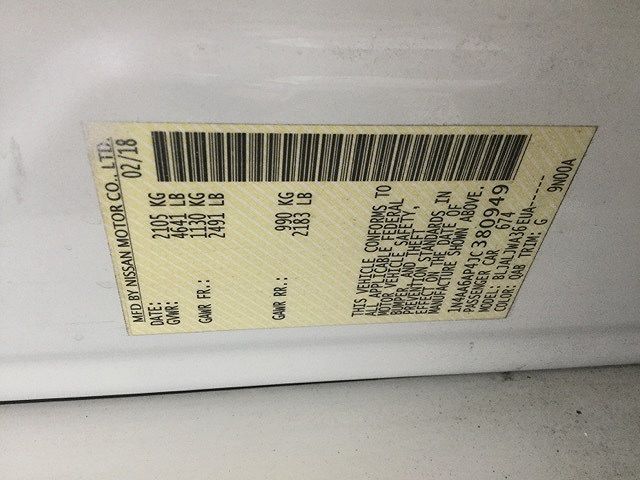 MFD BY NISSAN MOTOR CO., LTD.
DATE: 02/18
GVWR: 2105 KG
4641 LB
GAWR FR.: 1130 KG
2491 LB
GAWR RR.: 990 KG
2183 LB
THIS VEHICLE CONFORMS TO
ALL APPLICABLE FEDERAL
MOTOR VEHICLE SAFETY,
BUMPER, AND THEFT
PREVENTION STANDARDS IN
EFFECT ON THE DATE OF
MANUFACTURE SHOWN ABOVE.
1N4AA6AP4JC380949
PASSENGER CAR 674
MODEL: BLJALJWA36EUA-----
COLOR: QAB TRIM: G 9N00A